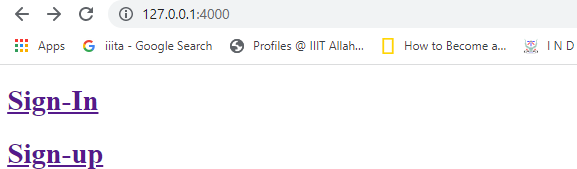 127.0.0.1:4000
Apps iiita - Google Search Profiles @ IIIT Allah... How to Become a... I N D
Sign-In
Sign-up